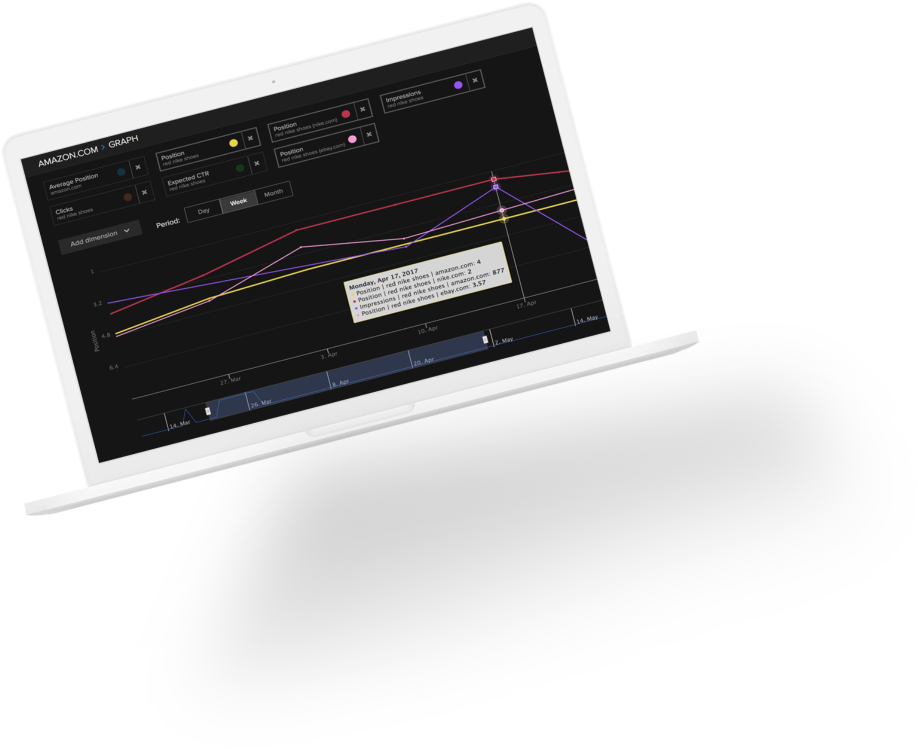 AMAZON.COM > GRAPH
Average Position
amazon.com
Position
red nike shoes
Position
red nike shoes (nike.com)
Impressions
red nike shoes
Clicks
red nike shoes
Expected CTR
red nike shoes
Position
red nike shoes (ebay.com)
Add dimension
Period:
Day
Week
Month
1
3.2
4.8
6.4
Position
Monday, Apr 17, 2017
Position | red nike shoes | amazon.com: 4
Position | red nike shoes | nike.com: 2
Impressions | red nike shoes | amazon.com: 877
Position | red nike shoes | ebay.com: 3.57
27. Mar
3. Apr
10. Apr
17. Apr
14. Mar
26. Mar
8. Apr
20. Apr
2. May
14. May